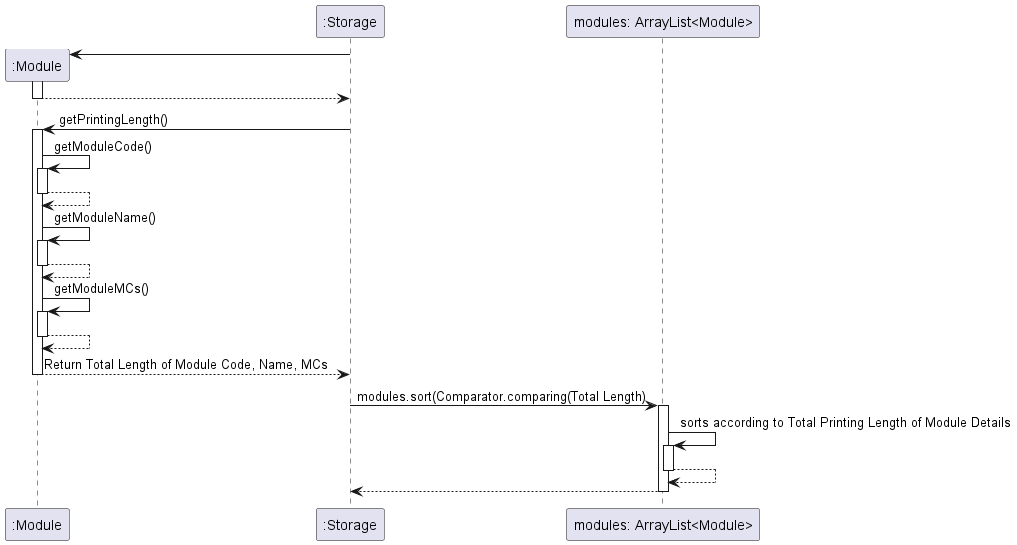 :Storage
modules: ArrayList<Module>
:Module
getPrintingLength()
getModuleCode()
getModuleName()
getModuleMCs()
Return Total Length of Module Code, Name, MCs
modules.sort(Comparator.comparing(Total Length)
sorts according to Total Printing Length of Module Details
:Module
:Storage
modules: ArrayList<Module>